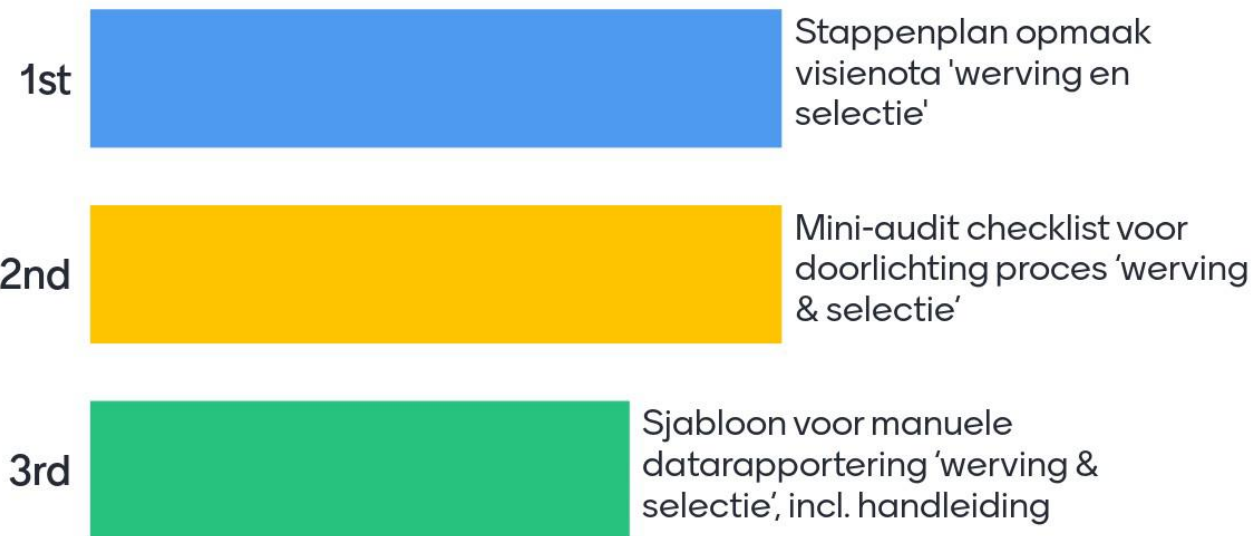 1st
Stappenplan opmaak
visienota 'werving en
selectie'
2nd
Mini-audit checklist voor
doorlichting proces ‘werving
& selectie’
3rd
Sjabloon voor manuele
datarapportering ‘werving &
selectie’, incl. handleiding